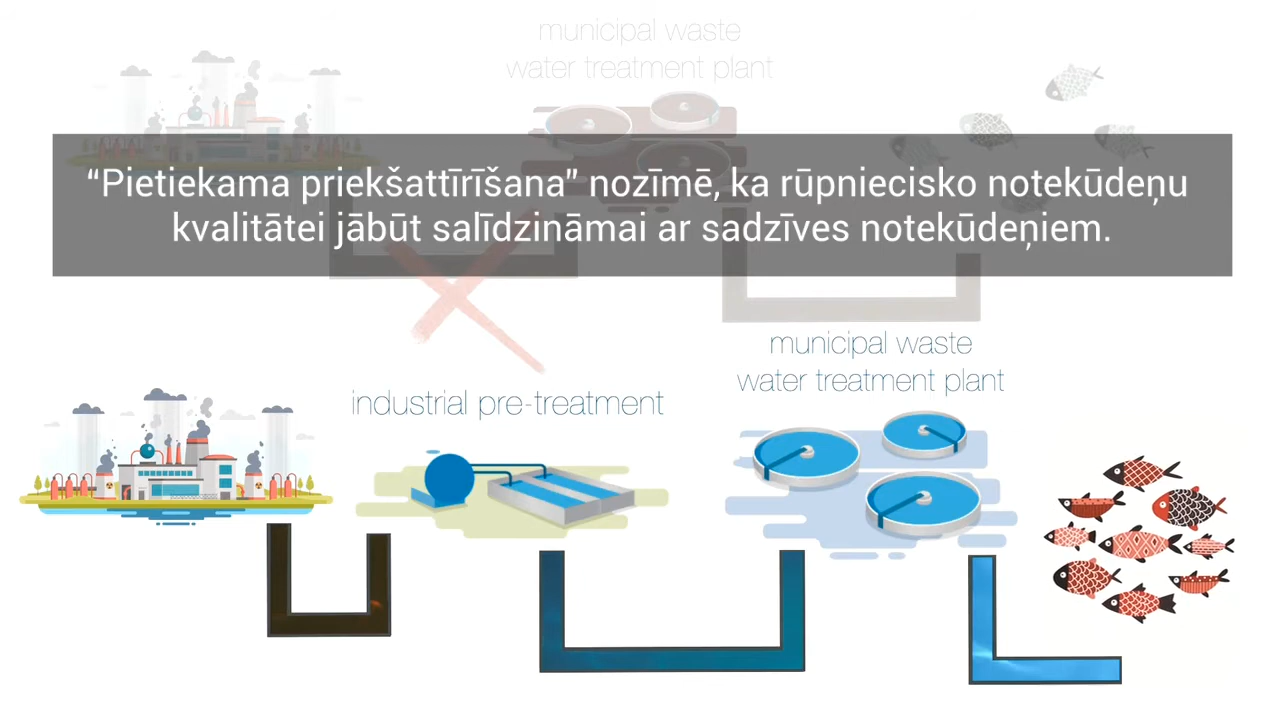 municipal waste
water treatment plant
“Pietiekama priekšattīrīšana” nozīmē, ka rūpniecisko notekūdeņu
kvalitātei jābūt salīdzināmai ar sadzīves notekūdeņiem.
municipal waste
water treatment plant
industrial pre-treatment